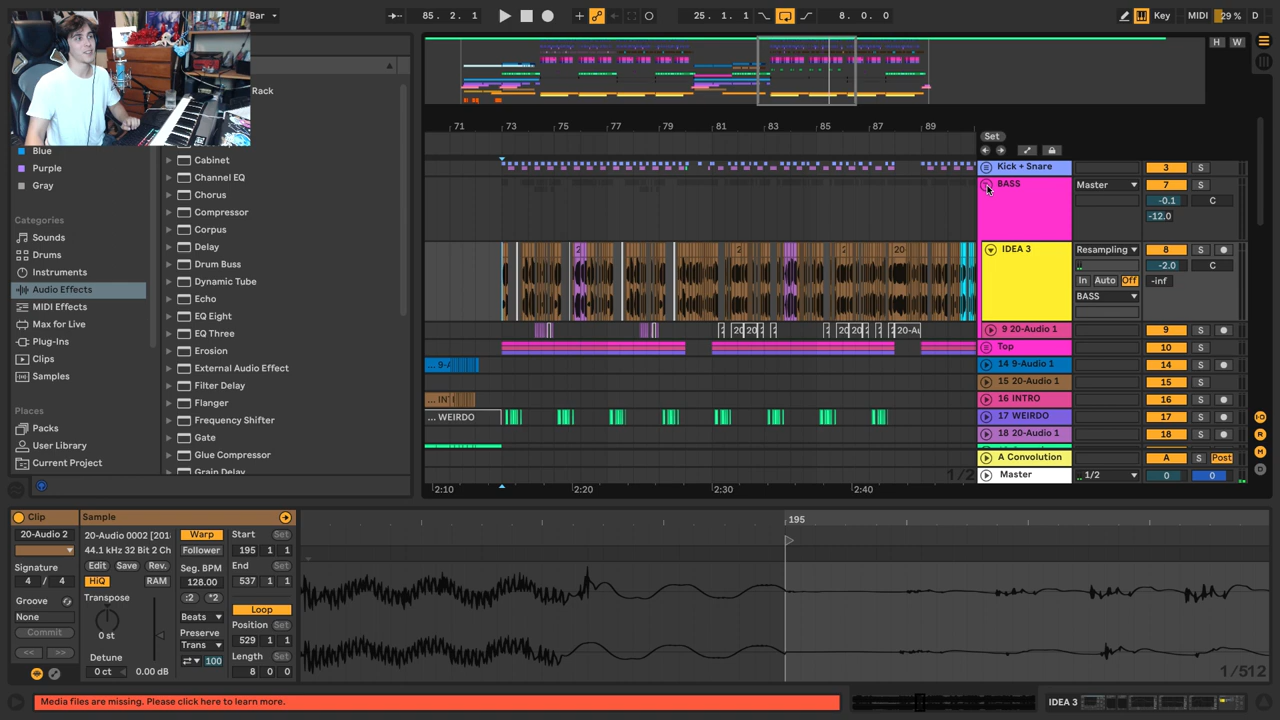 Bar
85 2. 1
25. 1. 1
8. 0. 0
Key
MIDI
29 %
D
H
W
Rack
71
73
75
77
79
81
83
85
87
89
Set
Blue
Purple
Gray
Categories
Sounds
Drums
Instruments
Audio Effects
MIDI Effects
Max for Live
Plug-Ins
Clips
Samples
Places
Packs
User Library
Current Project
Cabinet
Channel EQ
Chorus
Compressor
Corpus
Delay
Drum Buss
Dynamic Tube
Echo
EQ Eight
EQ Three
Erosion
External Audio Effect
Filter Delay
Flanger
Frequency Shifter
Gate
Glue Compressor
Grain Delay
Kick + Snare
3
S
BASS
Master
7
S
-0.1
C
-12.0
IDEA 3
Resampling
8
S
-2.0
C
In
Auto
Off
-inf
BASS
9 20-Audio 1
9
S
Top
10
S
14 9-Audio 1
14
S
15 20-Audio 1
15
S
16 INTRO
16
S
... WEIRDO
17 WEIRDO
17
S
18 20-Audio 1
18
S
A Convolution
A
S
Post
Master
1/2
0
0
1/2
2:10
2:20
2:30
2:40
Clip
Sample
20-Audio 2
20-Audio 0002 [201
44.1 kHz 32 Bit 2 Ch
Signature
4 / 4
Groove
None
Commit
<<
>>
Edit
Save
Rev.
HiQ
RAM
Transpose
0 st
Detune
0 ct
0.00 dB
Warp
Follower
Seg. BPM
128.00
:2
*2
Beats
Preserve
Trans
100
Start
Set
195 1 1
End
Set
537 1 1
Loop
Position
Set
529 1 1
Length
Set
8 0 0
195
1/512
Media files are missing. Please click here to learn more.
IDEA 3